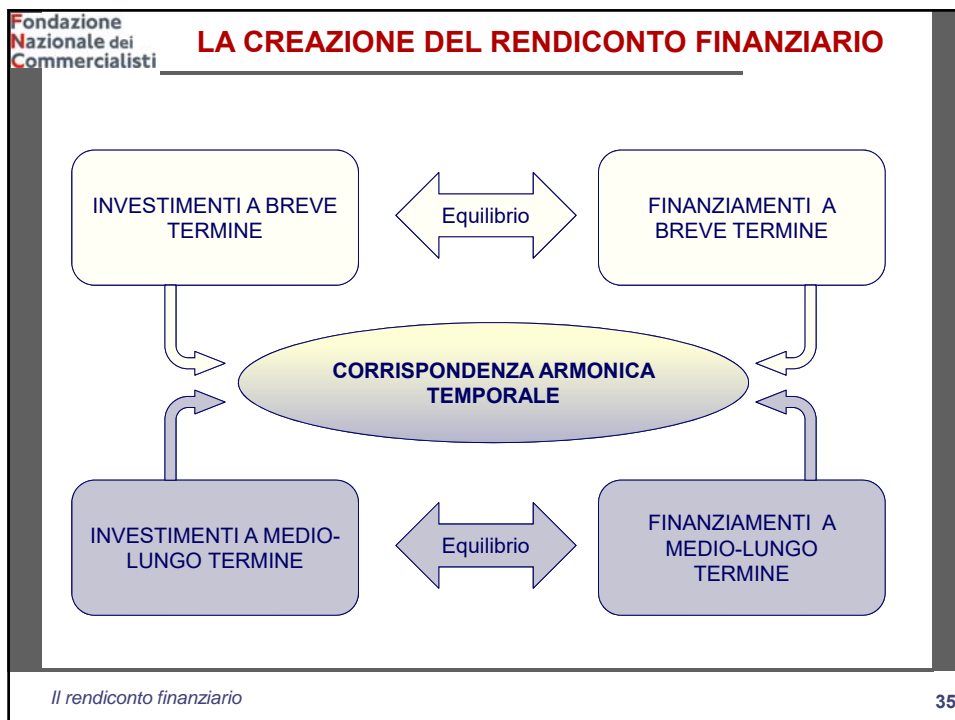 Fondazione
Nazionale dei
Commercialisti
LA CREAZIONE DEL RENDICONTO FINANZIARIO
INVESTIMENTI A BREVE
TERMINE
Equilibrio
FINANZIAMENTI A
BREVE TERMINE
CORRISPONDENZA ARMONICA
TEMPORALE
INVESTIMENTI A MEDIO-
LUNGO TERMINE
Equilibrio
FINANZIAMENTI A
MEDIO-LUNGO
TERMINE
Il rendiconto finanziario
35